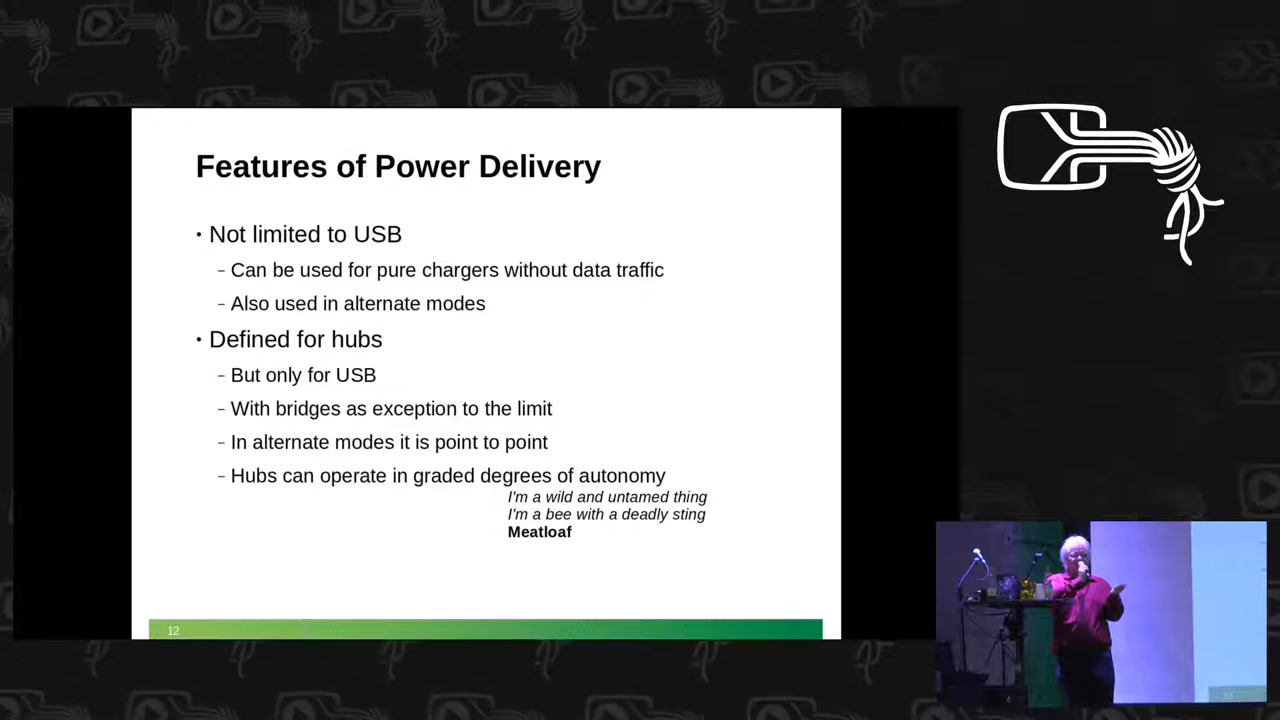 Features of Power Delivery
• Not limited to USB
– Can be used for pure chargers without data traffic
– Also used in alternate modes
• Defined for hubs
– But only for USB
– With bridges as exception to the limit
– In alternate modes it is point to point
– Hubs can operate in graded degrees of autonomy
I'm a wild and untamed thing
I'm a bee with a deadly sting
Meatloaf
12